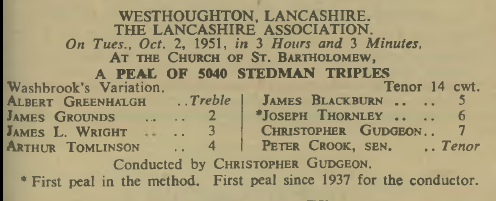 WESTHOUGHTON, LANCASHIRE.
THE LANCASHIRE ASSOCIATION.
On Tues., Oct. 2, 1951, in 3 Hours and 3 Minutes,
AT THE CHURCH OF ST. BARTHOLOMEW,
A PEAL OF 5040 STEDMAN TRIPLES
Washbrook's Variation. Tenor 14 cwt.
ALBERT GREENHALGH .. Treble | JAMES BLACKBURN .. .. 5
JAMES GROUNDS .. .. 2 | *JOSEPH THORNLEY .. .. 6
JAMES L. WRIGHT .. .. 3 | CHRISTOPHER GUDGEON .. 7
ARTHUR TOMLINSON .. 4 | PETER CROOK, SEN. .. Tenor
Conducted by CHRISTOPHER GUDGEON.
* First peal in the method. First peal since 1937 for the conductor.